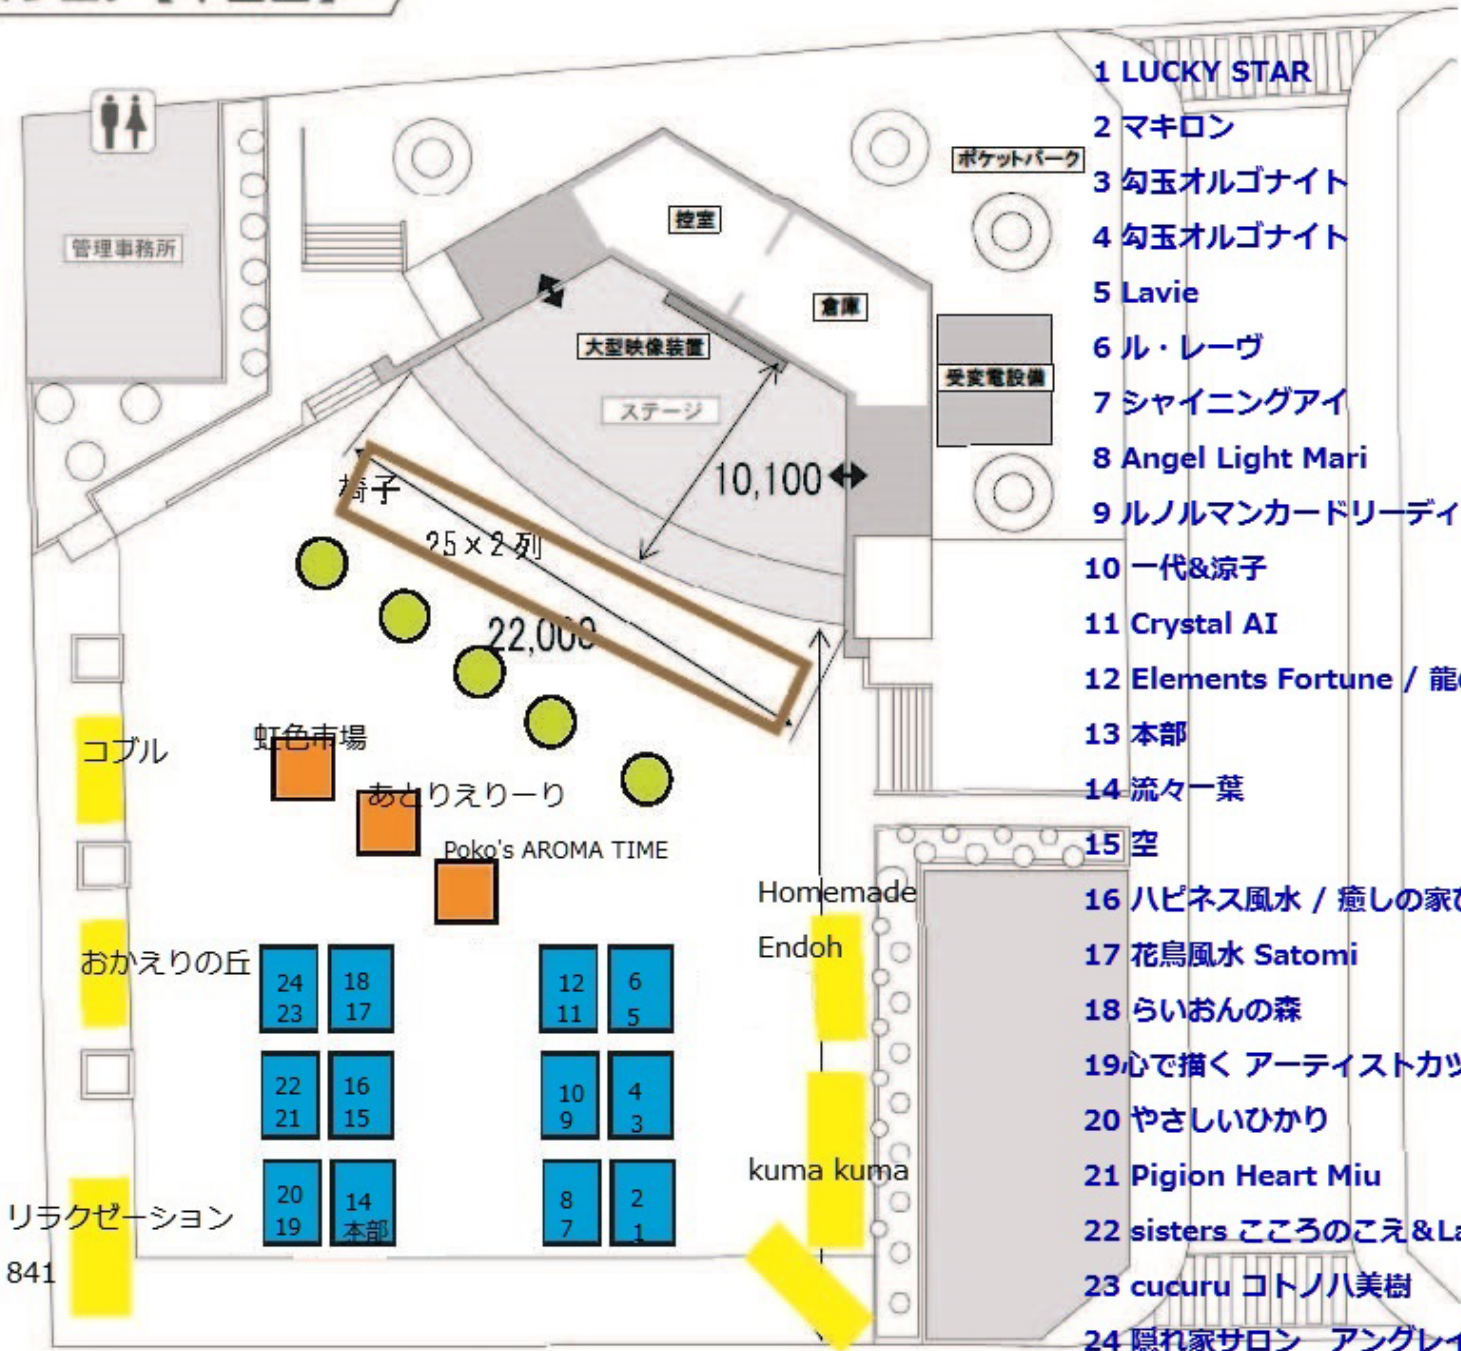 管理事務所
控室
倉庫
大型映像装置
ステージ
ポケットパーク
受変電設備
10,100
椅子
25×2列
22,000
コブル
虹色市場
あとりえりーり
Poko's AROMA TIME
おかえりの丘
リラクゼーション
841
Homemade
Endoh
kuma kuma
24 18 12 6
23 17 11 5
22 16 10 4
21 15 9 3
20 14 8 2
19 本部 7 1
1 LUCKY STAR
2 マキロン
3 勾玉オルゴナイト
4 勾玉オルゴナイト
5 Lavie
6 ル・レーヴ
7 シャイニングアイ
8 Angel Light Mari
9 ルノルマンカードリーディ
10 一代&涼子
11 Crystal AI
12 Elements Fortune / 龍
13 本部
14 流々一葉
15 空
16 ハピネス風水 / 癒しの家
17 花鳥風水 Satomi
18 らいおんの森
19心で描く アーティストカツ
20 やさしいひかり
21 Pigion Heart Miu
22 sisters こころのこえ&La
23 cucuru コトノハ美樹
24 隠れ家サロン　アングレイ